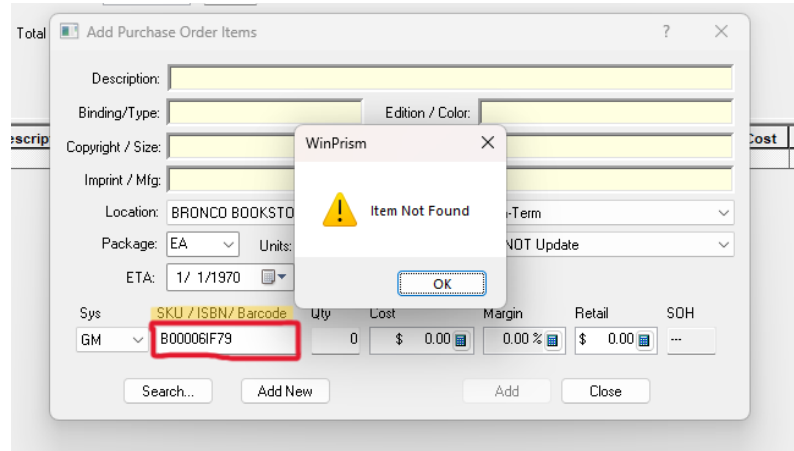 Total
Add Purchase Order Items ? ×
Description:
Binding/Type: Edition / Color:
escrip Cost
Copyright / Size: WinPrism ×
Imprint / Mfg:
Item Not Found
Location: BRONCO BOOKSTO -Term
Package: EA Units: NOT Update
ETA: 1/ 1/1970
OK
Sys SKU / ISBN/ Barcode Qty Cost Margin Retail SOH
GM B00006IF79 0 $ 0.00 0.00 % $ 0.00 ---
Search... Add New Add Close